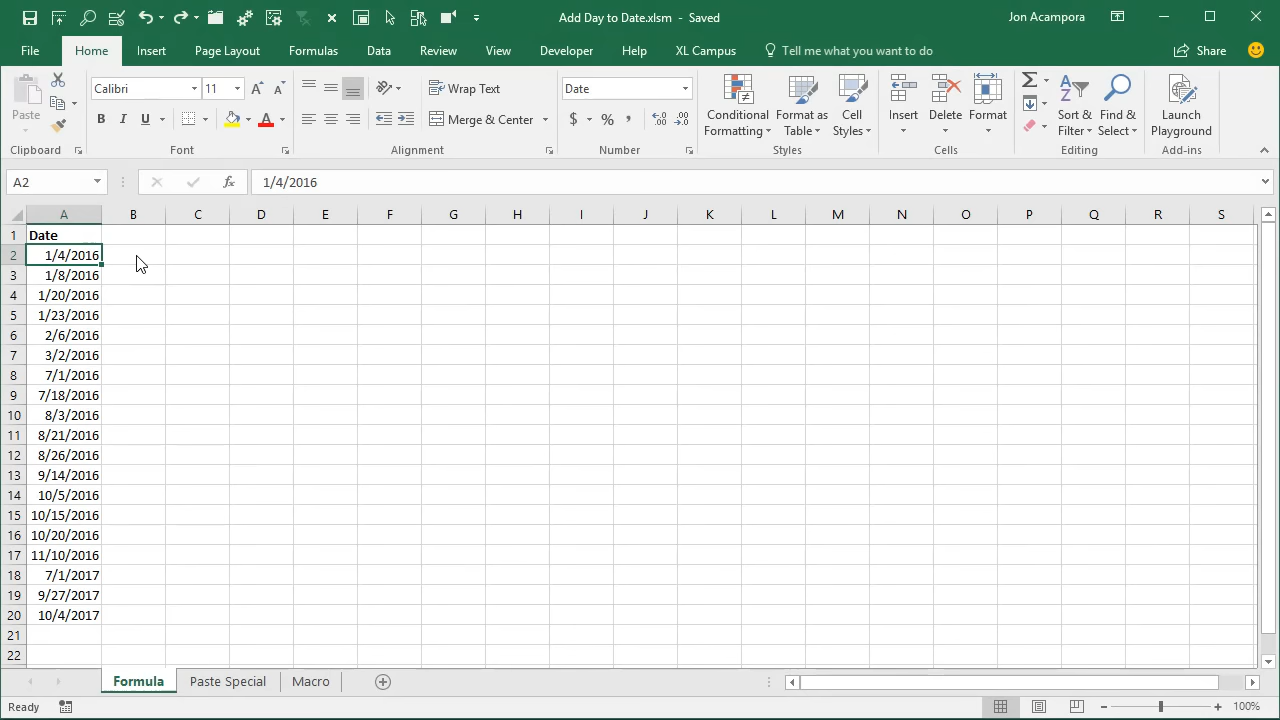 Add Day to Date.xlsm - Saved
Jon Acampora
File Home Insert Page Layout Formulas Data Review View Developer Help XL Campus Tell me what you want to do Share
Paste
Clipboard
Calibri 11
B I U A
Font
Wrap Text
Merge & Center
Alignment
Date
$ % ,
Number
Conditional Formatting
Format as Table
Cell Styles
Styles
Insert
Delete
Format
Cells
Sort & Filter
Find & Select
Editing
Launch Playground
Add-ins
A2 fx 1/4/2016
A B C D E F G H I J K L M N O P Q R S
1 Date
2 1/4/2016
3 1/8/2016
4 1/20/2016
5 1/23/2016
6 2/6/2016
7 3/2/2016
8 7/1/2016
9 7/18/2016
10 8/3/2016
11 8/21/2016
12 8/26/2016
13 9/14/2016
14 10/5/2016
15 10/15/2016
16 10/20/2016
17 11/10/2016
18 7/1/2017
19 9/27/2017
20 10/4/2017
21
22
Formula Paste Special Macro
Ready 100%